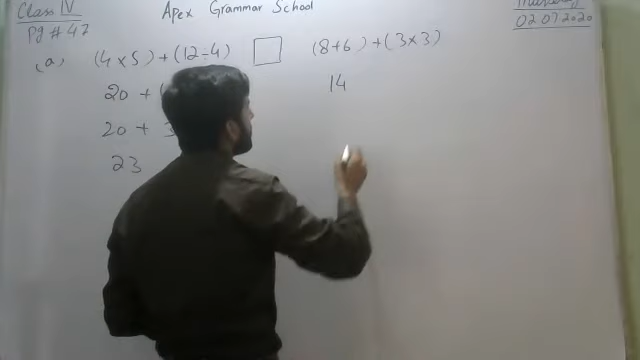 Class IV
Apex Grammar School
Thursday
02 07 2020
Pg # 47
(a) (4 × 5) + (12 ÷ 4) □ (8+6) + (3 × 3)
20 + (
14
20 + 3
23